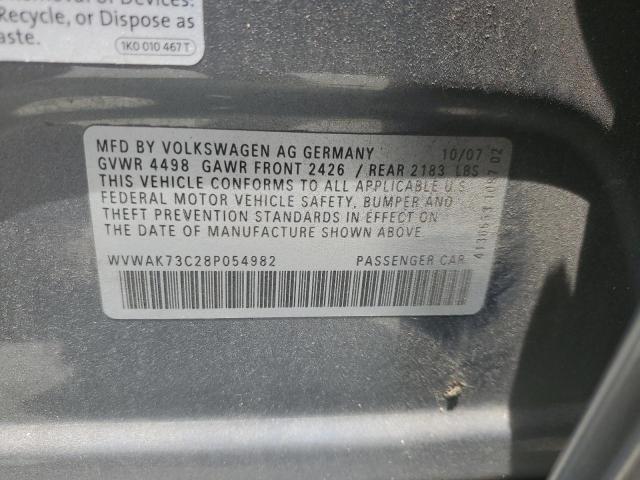 Recycle, or Dispose as
aste.
1K0 010 467 T
MFD BY VOLKSWAGEN AG GERMANY 10/07
GVWR 4498 GAWR FRONT 2426 / REAR 2183 LBS
THIS VEHICLE CONFORMS TO ALL APPLICABLE U.S
FEDERAL MOTOR VEHICLE SAFETY, BUMPER AND
THEFT PREVENTION STANDARDS IN EFFECT ON
THE DATE OF MANUFACTURE SHOWN ABOVE.
WVWAK73C28P054982 PASSENGER CAR